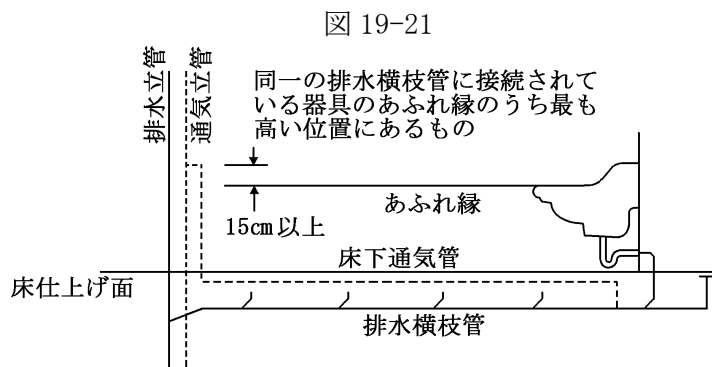 図 19-21
排水立管
通気立管
同一の排水横枝管に接続されて
いる器具のあふれ縁のうち最も
高い位置にあるもの
あふれ縁
15cm以上
床下通気管
床仕上げ面
排水横枝管